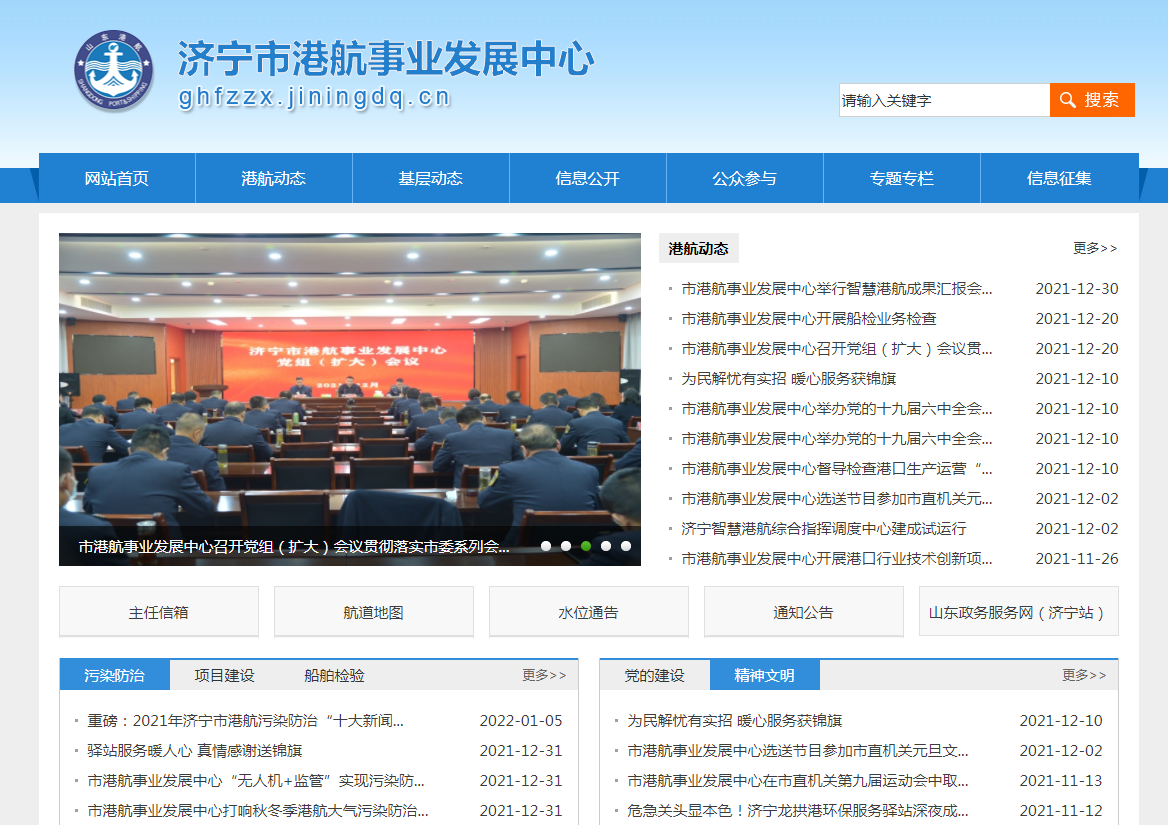 山东港航
SHANDONG PORT&SHIPPING
济宁市港航事业发展中心
ghfzzx.jiningdq.cn
请输入关键字
搜索
网站首页 港航动态 基层动态 信息公开 公众参与 专题专栏 信息征集
济宁市港航事业发展中心
党组（扩大）会议
市港航事业发展中心召开党组（扩大）会议贯彻落实市委系列会...
港航动态 更多>>
市港航事业发展中心举行智慧港航成果汇报会... 2021-12-30
市港航事业发展中心开展船检业务检查 2021-12-20
市港航事业发展中心召开党组（扩大）会议贯... 2021-12-20
为民解忧有实招 暖心服务获锦旗 2021-12-10
市港航事业发展中心举办党的十九届六中全会... 2021-12-10
市港航事业发展中心举办党的十九届六中全会... 2021-12-10
市港航事业发展中心督导检查港口生产运营“... 2021-12-10
市港航事业发展中心选送节目参加市直机关元... 2021-12-02
济宁智慧港航综合指挥调度中心建成试运行 2021-12-02
市港航事业发展中心开展港口行业技术创新项... 2021-11-26
主任信箱 航道地图 水位通告 通知公告 山东政务服务网（济宁站）
污染防治 项目建设 船舶检验 更多>>
重磅：2021年济宁市港航污染防治“十大新闻... 2022-01-05
驿站服务暖人心 真情感谢送锦旗 2021-12-31
市港航事业发展中心“无人机+监管”实现污染防... 2021-12-31
市港航事业发展中心打响秋冬季港航大气污染防治... 2021-12-31
党的建设 精神文明 更多>>
为民解忧有实招 暖心服务获锦旗 2021-12-10
市港航事业发展中心选送节目参加市直机关元旦文... 2021-12-02
市港航事业发展中心在市直机关第九届运动会中取... 2021-11-13
危急关头显本色！济宁龙拱港环保服务驿站深夜成... 2021-11-12